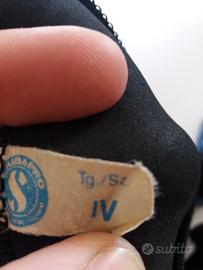 SCUBAPRO
Tg./Sz.
IV
subito